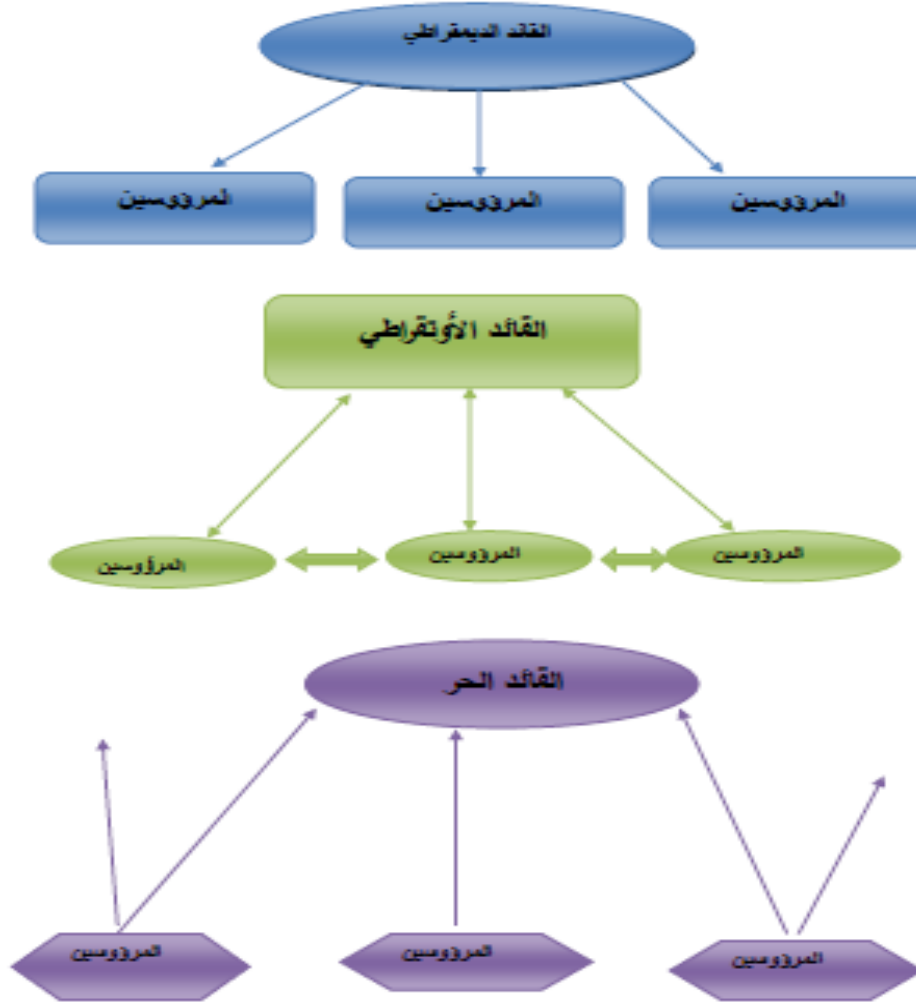 القائد الديمقراطي
المرؤوسين
المرؤوسين
المرؤوسين
القائد الأوتقراطي
المرؤوسين
المرؤوسين
المرؤوسين
القائد الحر
المرؤوسين
المرؤوسين
المرؤوسين